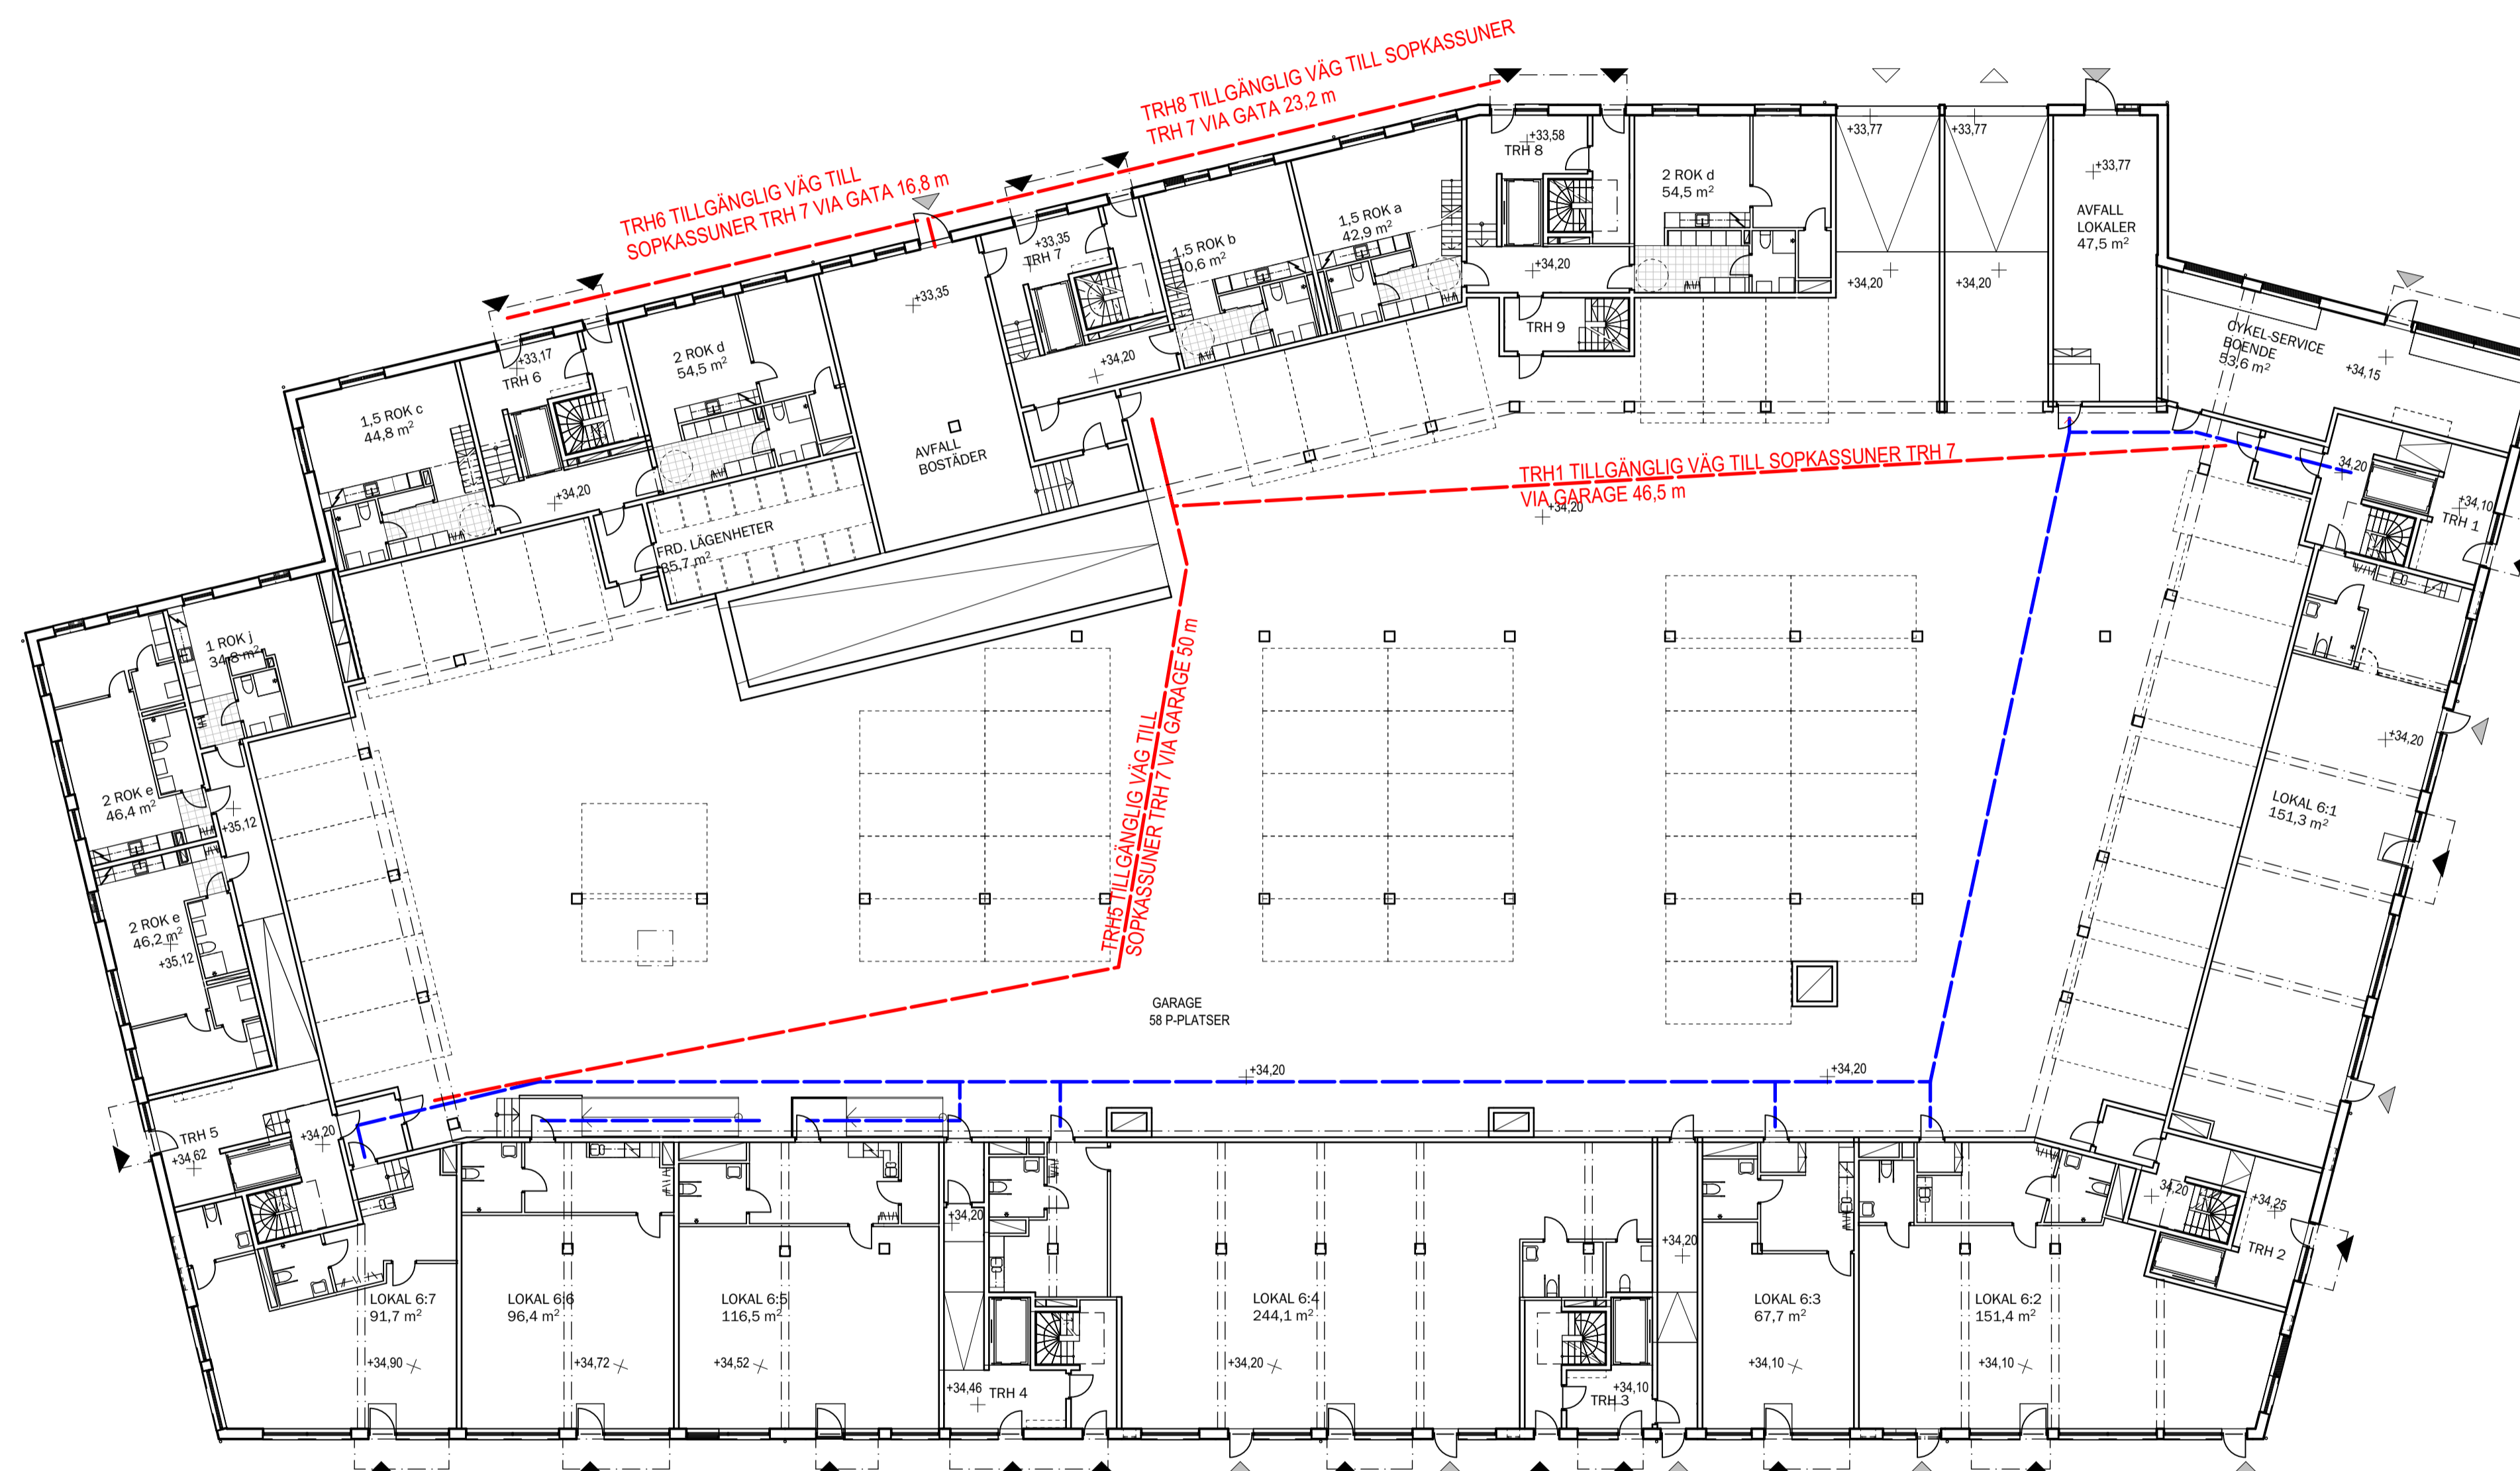 TRH8 TILLGÄNGLIG VÄG TILL SOPKASSUNER
TRH 7 VIA GATA 23,2 m
TRH6 TILLGÄNGLIG VÄG TILL
SOPKASSUNER TRH 7 VIA GATA 16,8 m
+33,58
TRH 8
2 ROK d
54,5 m²
+33,77
+33,77
+33,77
AVFALL
LOKALER
47,5 m²
+34,20
+34,20
+34,20
1,5 ROK a
42,9 m²
1,5 ROK b
0,6 m²
+33,35
TRH 7
+34,20
TRH 9
CYKEL-SERVICE
BOENDE
53,6 m²
+34,15
+33,35
AVFALL
BOSTÄDER
2 ROK d
54,5 m²
+33,17
TRH 6
1,5 ROK c
44,8 m²
+34,20
FRD. LÄGENHETER
35,7 m²
TRH1 TILLGÄNGLIG VÄG TILL SOPKASSUNER TRH 7
VIA GARAGE 46,5 m
+34,20
34,20
+34,10
TRH 1
1 ROK j
34,8 m²
2 ROK e
46,4 m²
+35,12
2 ROK e
46,2 m²
+35,12
TRH5 TILLGÄNGLIG VÄG TILL
SOPKASSUNER TRH 7 VIA GARAGE 50 m
+34,20
LOKAL 6:1
151,3 m²
GARAGE
58 P-PLATSER
+34,20
+34,20
TRH 5
+34,62
+34,20
34,20
+34,25
TRH 2
+34,20
+34,20
LOKAL 6:7
91,7 m²
+34,90
LOKAL 6:6
96,4 m²
+34,72
LOKAL 6:5
116,5 m²
+34,52
+34,46
TRH 4
LOKAL 6:4
244,1 m²
+34,20
+34,10
TRH 3
LOKAL 6:3
67,7 m²
+34,10
LOKAL 6:2
151,4 m²
+34,10